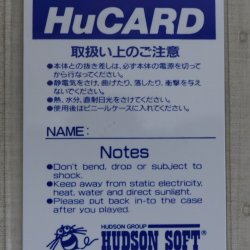 HuCARD
取扱い上のご注意
●本体との抜き差しは、必ず本体の電源を切って
から行なってください。
●静電気をさけ、曲げたり、落したり、衝撃を与え
ないでください。
●熱、水分、直射日光をさけてください。
●使用後はビニールケースに入れてください。
NAME:
Notes
●Don't bend, drop or subject to
shock.
●Keep away from static electricity,
heat, water and direct sunlight.
●Please put back in-to the case
after you played.
HUDSON GROUP
HUDSON SOFT®